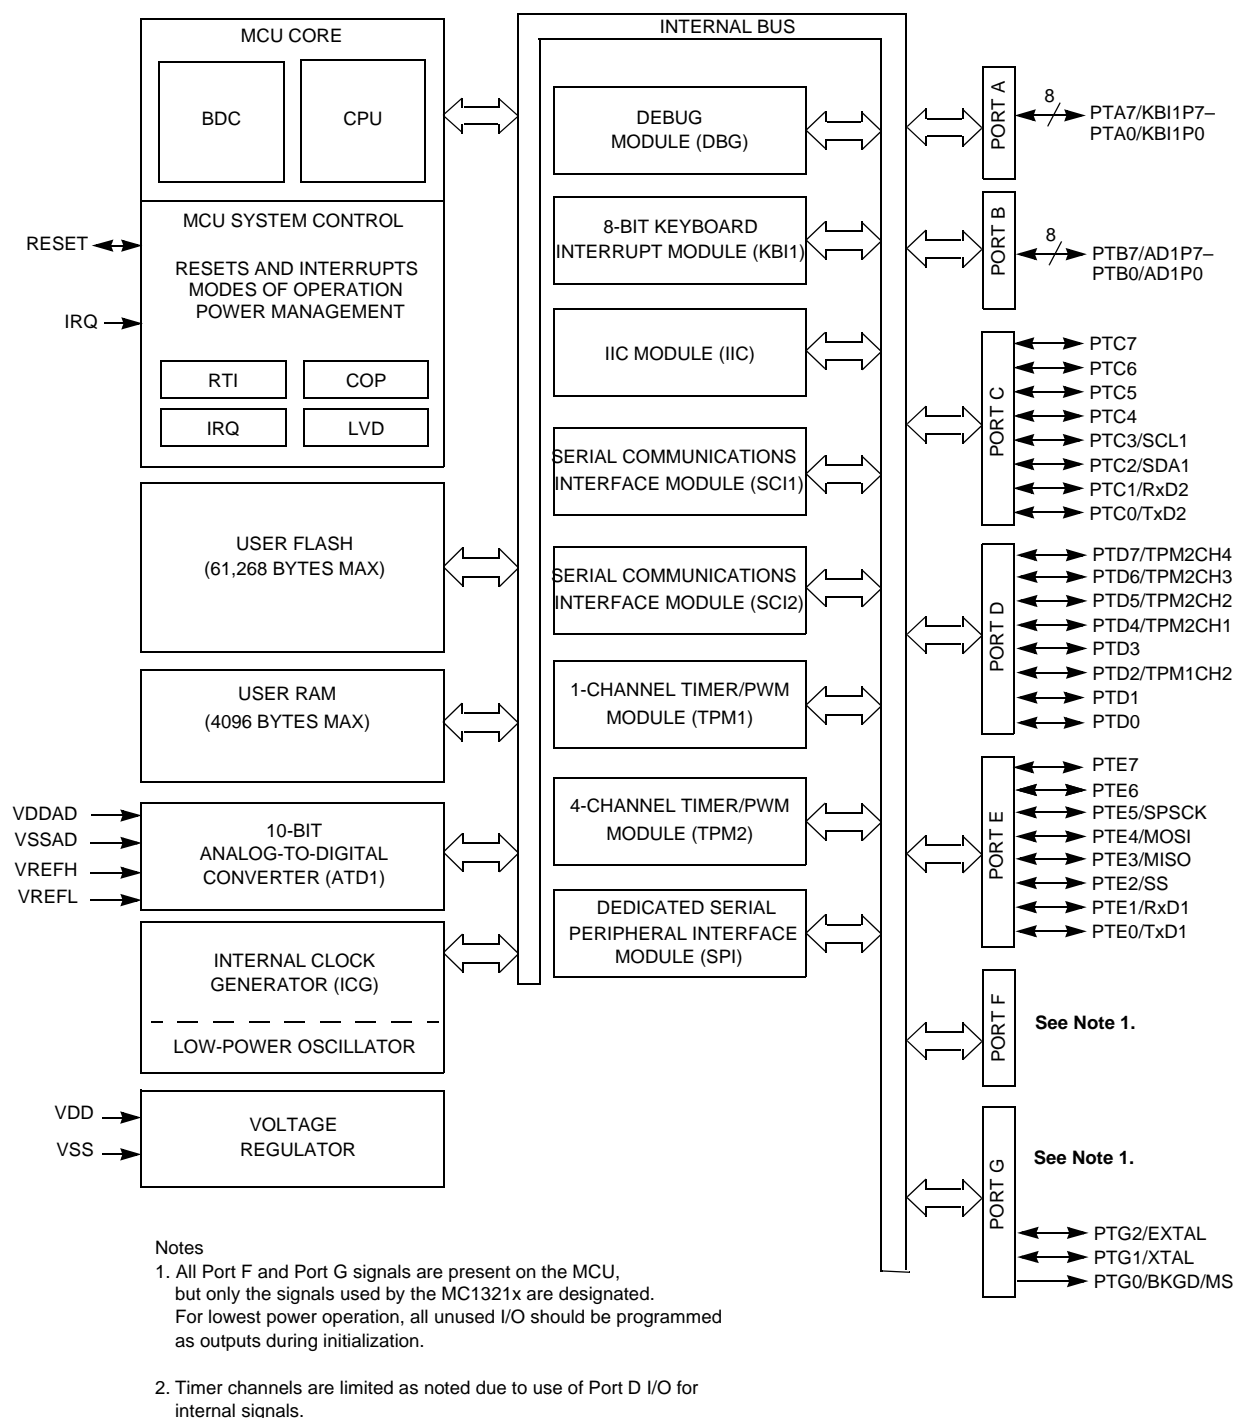 MCU CORE
BDC
CPU
MCU SYSTEM CONTROL
RESETS AND INTERRUPTS
MODES OF OPERATION
POWER MANAGEMENT
RTI
COP
IRQ
LVD
RESET
IRQ
USER FLASH
(61,268 BYTES MAX)
USER RAM
(4096 BYTES MAX)
VDDAD
VSSAD
VREFH
VREFL
10-BIT
ANALOG-TO-DIGITAL
CONVERTER (ATD1)
INTERNAL CLOCK
GENERATOR (ICG)
LOW-POWER OSCILLATOR
VDD
VSS
VOLTAGE
REGULATOR
INTERNAL BUS
DEBUG
MODULE (DBG)
8-BIT KEYBOARD
INTERRUPT MODULE (KBI1)
IIC MODULE (IIC)
SERIAL COMMUNICATIONS
INTERFACE MODULE (SCI1)
SERIAL COMMUNICATIONS
INTERFACE MODULE (SCI2)
1-CHANNEL TIMER/PWM
MODULE (TPM1)
4-CHANNEL TIMER/PWM
MODULE (TPM2)
DEDICATED SERIAL
PERIPHERAL INTERFACE
MODULE (SPI)
PORT A
8
PTA7/KBI1P7–
PTA0/KBI1P0
PORT B
8
PTB7/AD1P7–
PTB0/AD1P0
PORT C
PTC7
PTC6
PTC5
PTC4
PTC3/SCL1
PTC2/SDA1
PTC1/RxD2
PTC0/TxD2
PORT D
PTD7/TPM2CH4
PTD6/TPM2CH3
PTD5/TPM2CH2
PTD4/TPM2CH1
PTD3
PTD2/TPM1CH2
PTD1
PTD0
PORT E
PTE7
PTE6
PTE5/SPSCK
PTE4/MOSI
PTE3/MISO
PTE2/SS
PTE1/RxD1
PTE0/TxD1
PORT F
See Note 1.
PORT G
See Note 1.
PTG2/EXTAL
PTG1/XTAL
PTG0/BKGD/MS
Notes
1. All Port F and Port G signals are present on the MCU,
but only the signals used by the MC1321x are designated.
For lowest power operation, all unused I/O should be programmed
as outputs during initialization.
2. Timer channels are limited as noted due to use of Port D I/O for
internal signals.